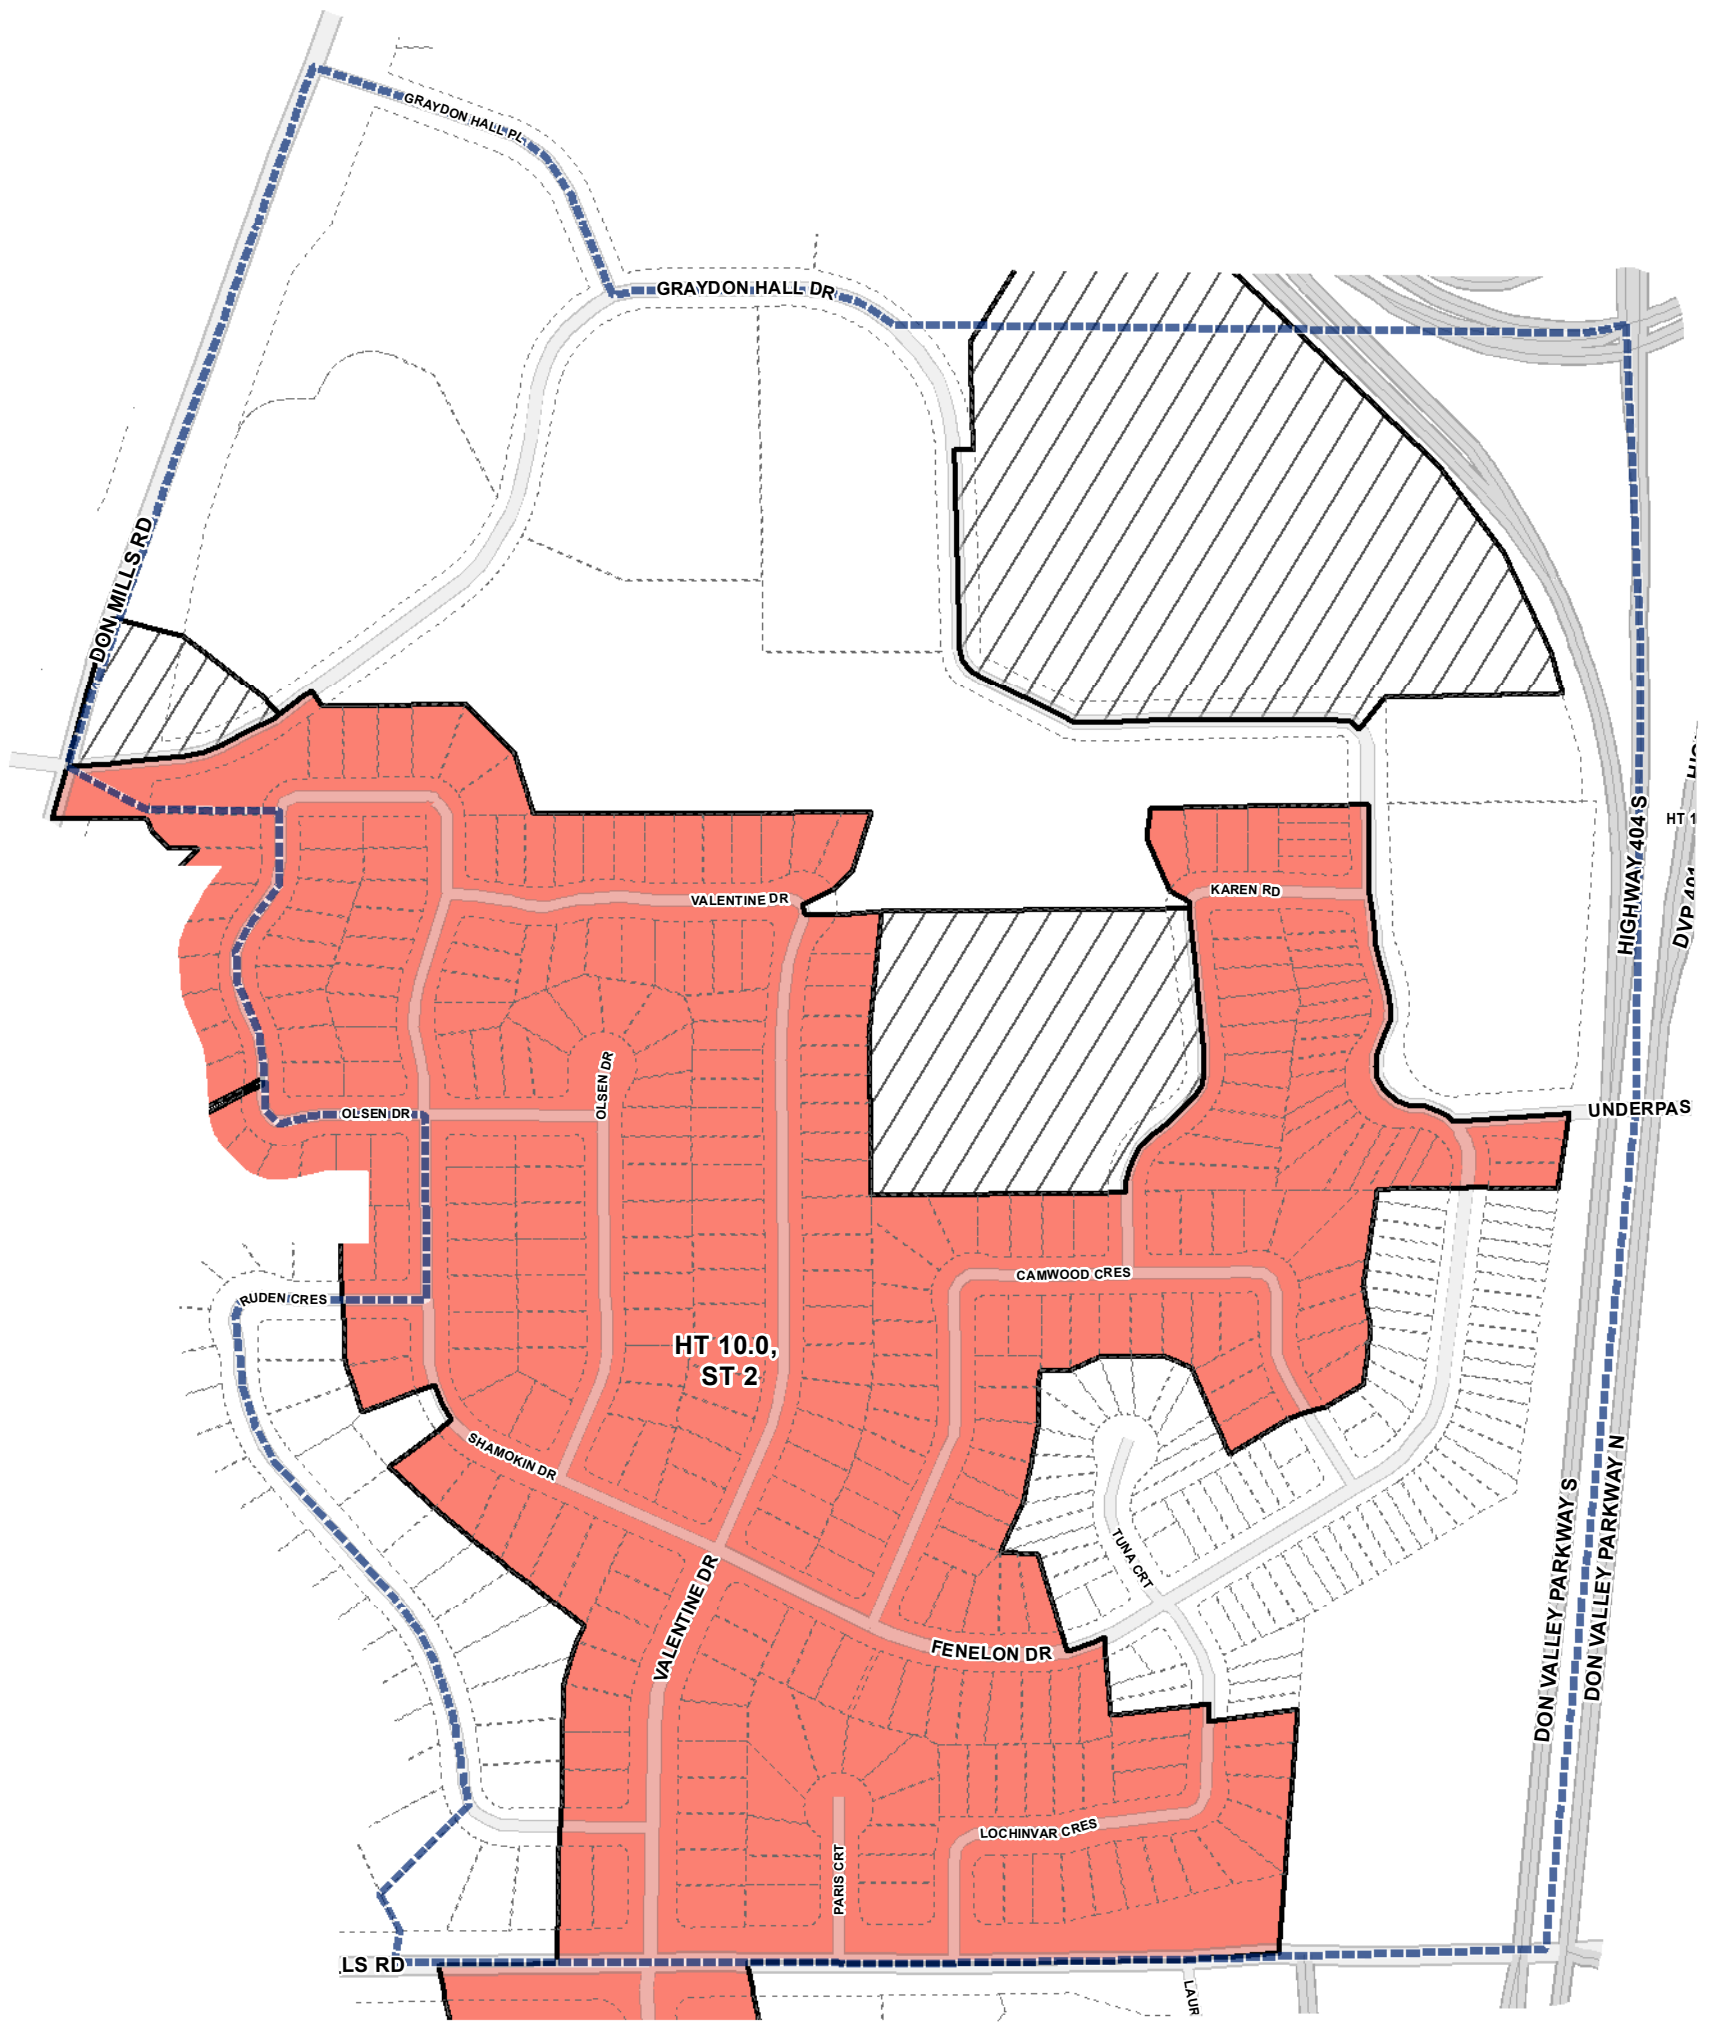 GRAYDON HALL PL
GRAYDON HALL DR
DON MILLS RD
HIGHWAY 404 S
HT 1
DVP 401
VALENTINE DR
KAREN RD
OLSEN DR
OLSEN DR
UNDERPAS
RUDEN CRES
CAMWOOD CRES
HT 10.0,
ST 2
SHAMOKIN DR
TUNA CRT
DON VALLEY PARKWAY S
DON VALLEY PARKWAY N
VALENTINE DR
FENELON DR
LOCHINVAR CRES
PARIS CRT
LLS RD
LAUR